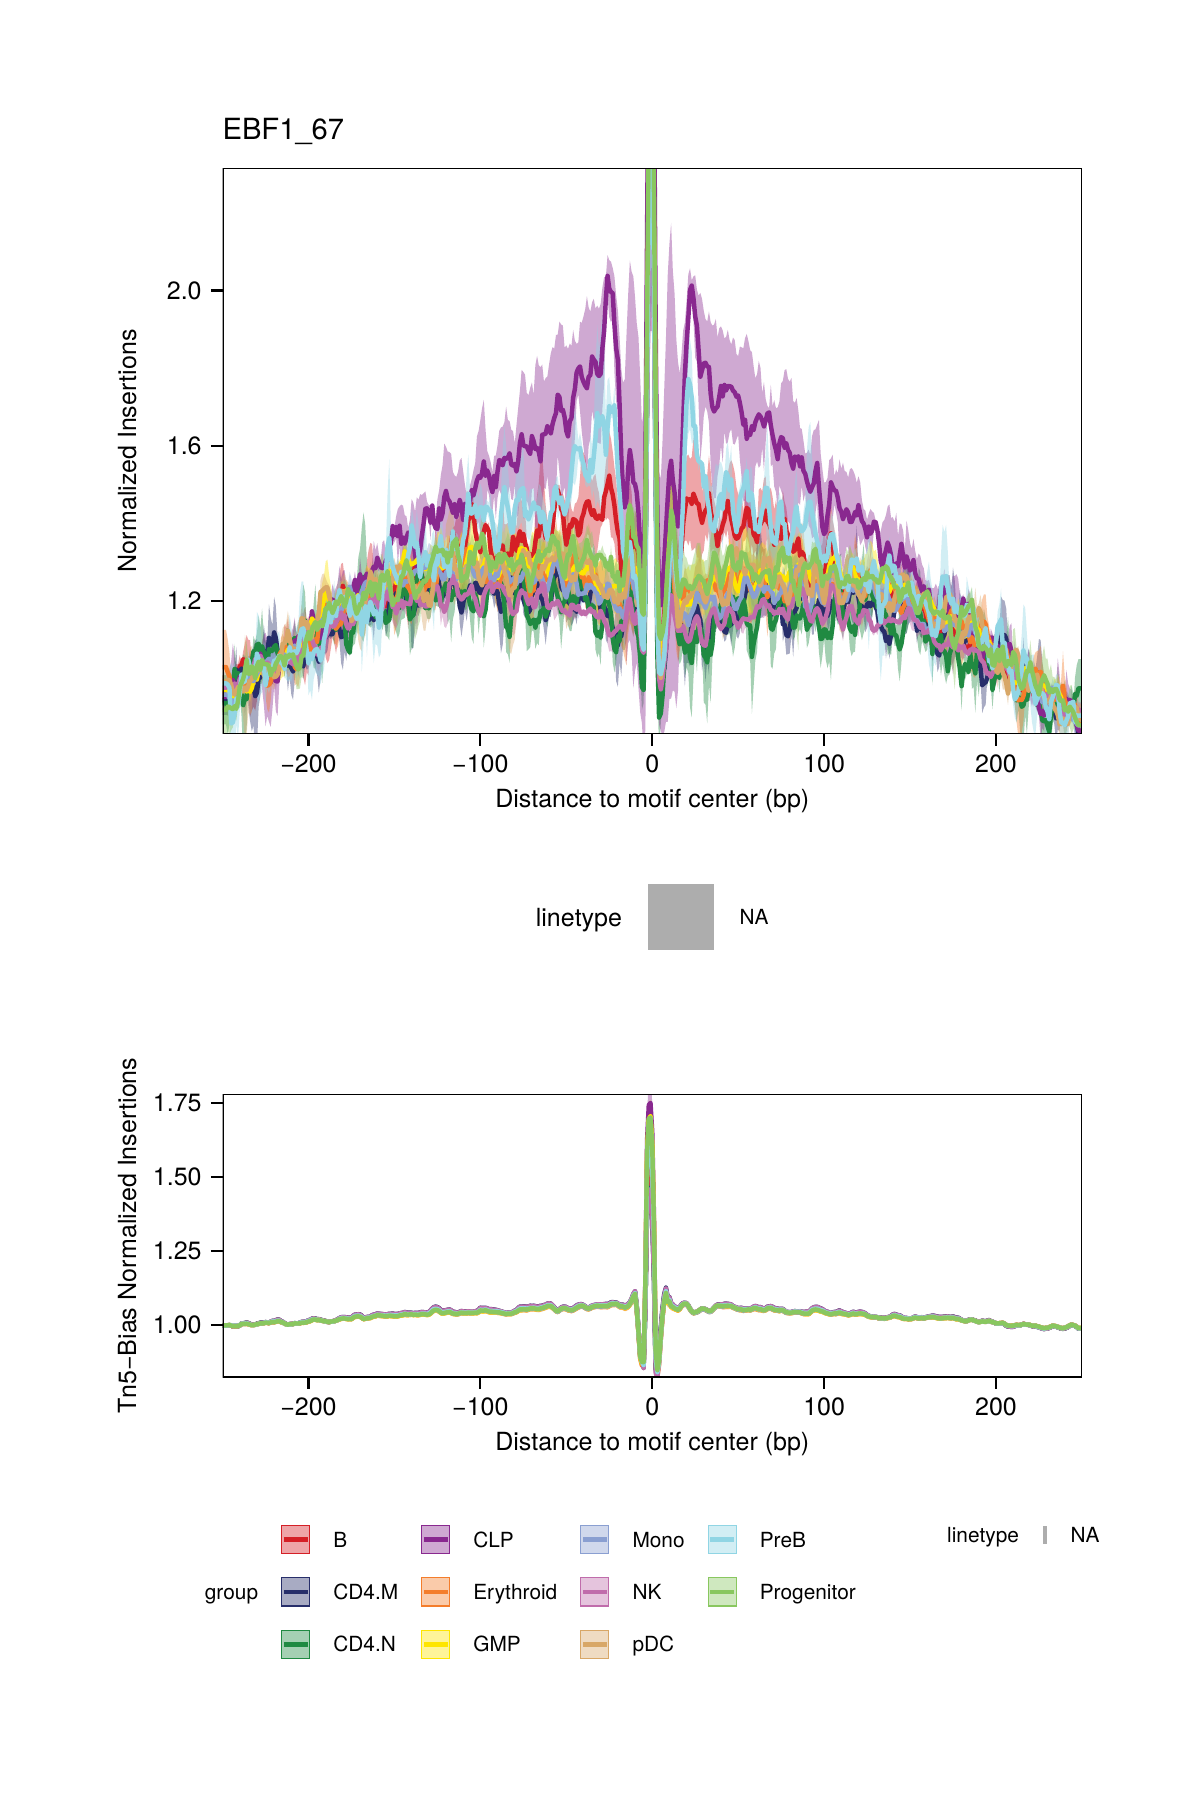 EBF1_67
Normalized Insertions
2.0
1.6
1.2
−200 −100 0 100 200
Distance to motif center (bp)
linetype NA
Tn5−Bias Normalized Insertions
1.75
1.50
1.25
1.00
−200 −100 0 100 200
Distance to motif center (bp)
group
B CLP Mono PreB
CD4.M Erythroid NK Progenitor
CD4.N GMP pDC
linetype NA